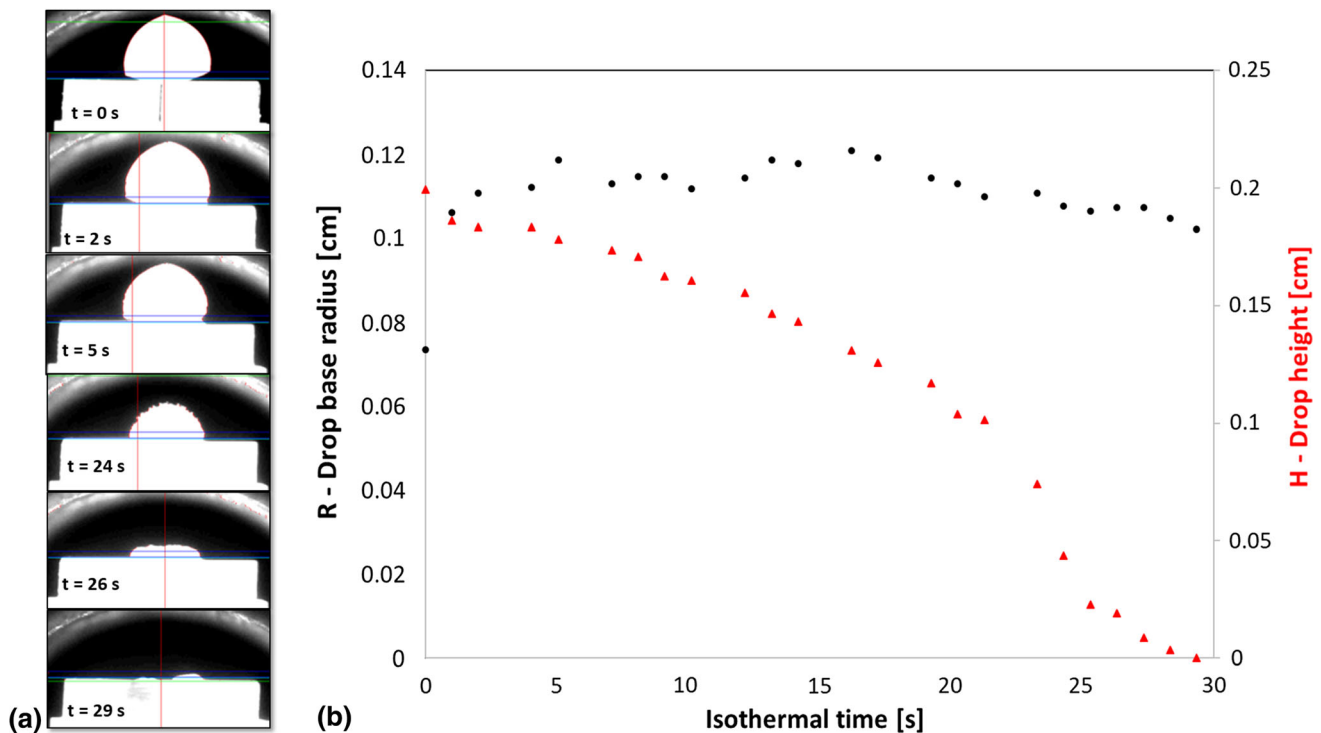 t = 0 s
t = 2 s
t = 5 s
t = 24 s
t = 26 s
t = 29 s
(a)
R - Drop base radius [cm]
0.14
0.12
0.1
0.08
0.06
0.04
0.02
0
0.25
0.2
0.15
0.1
0.05
0
H - Drop height [cm]
0 5 10 15 20 25 30
Isothermal time [s]
(b)